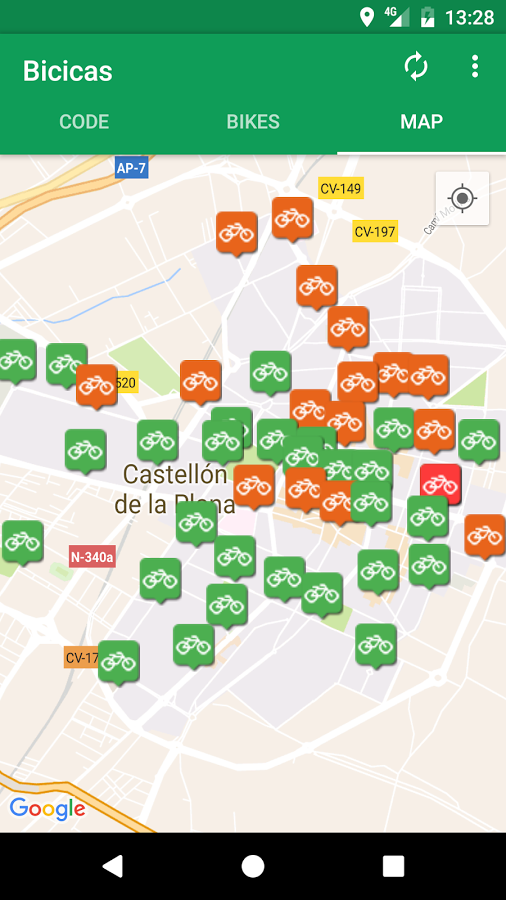 4G 13:28
Bicicas
CODE BIKES MAP
AP-7
CV-149
CV-197
520
Castellón
de la Plana
N-340a
CV-17
Google